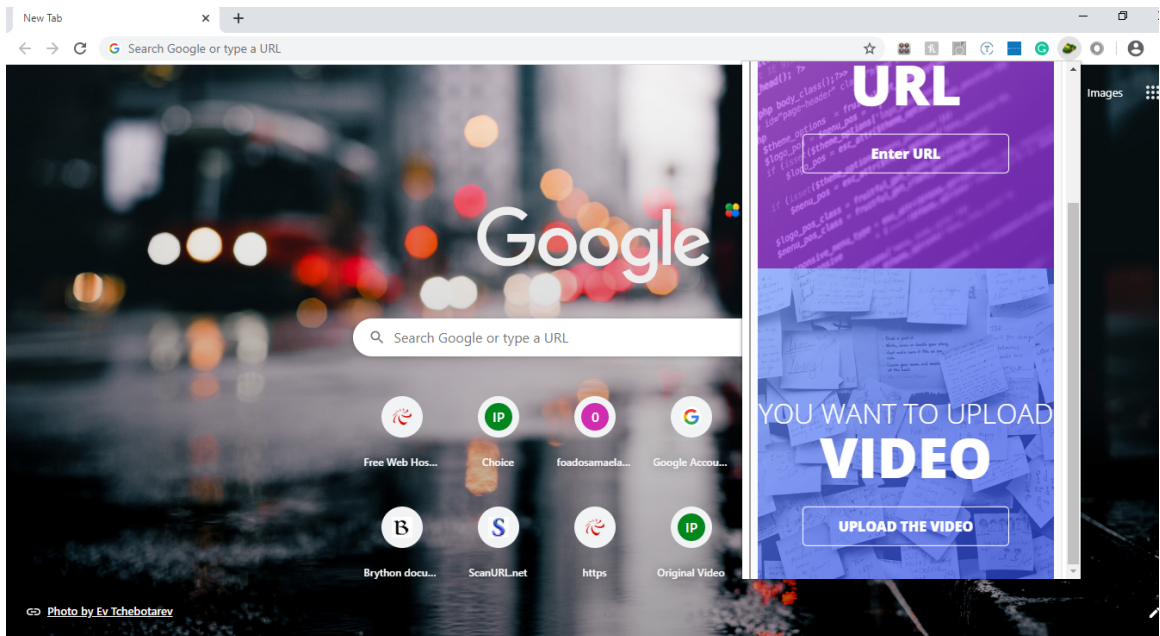 New Tab
Search Google or type a URL
Images
URL
Enter URL
Google
Search Google or type a URL
YOU WANT TO UPLOAD
VIDEO
UPLOAD THE VIDEO
IP
O
G
Free Web Hos...
Choice
foadosamaela...
Google Accou...
B
S
IP
Brython docu...
ScanURL.net
https
Original Video
Photo by Ev Tchebotarev